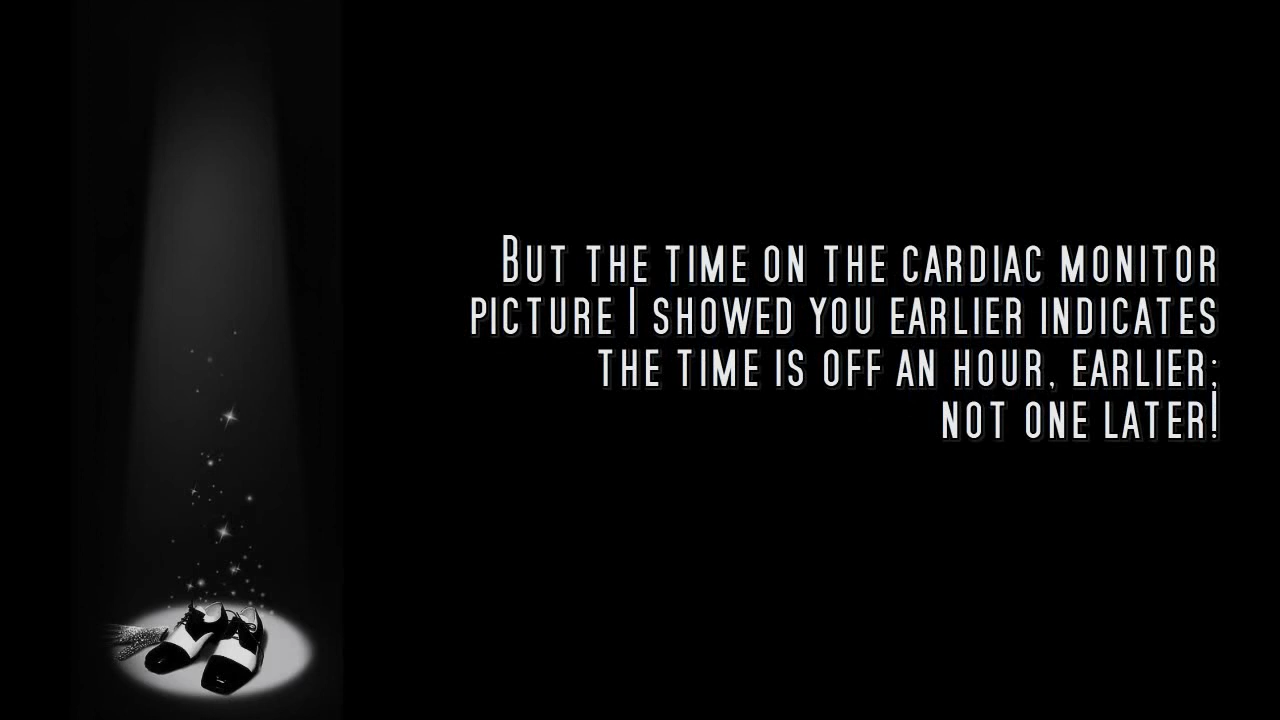 But the time on the cardiac monitor
picture I showed you earlier indicates
the time is off an hour, earlier;
not one later!